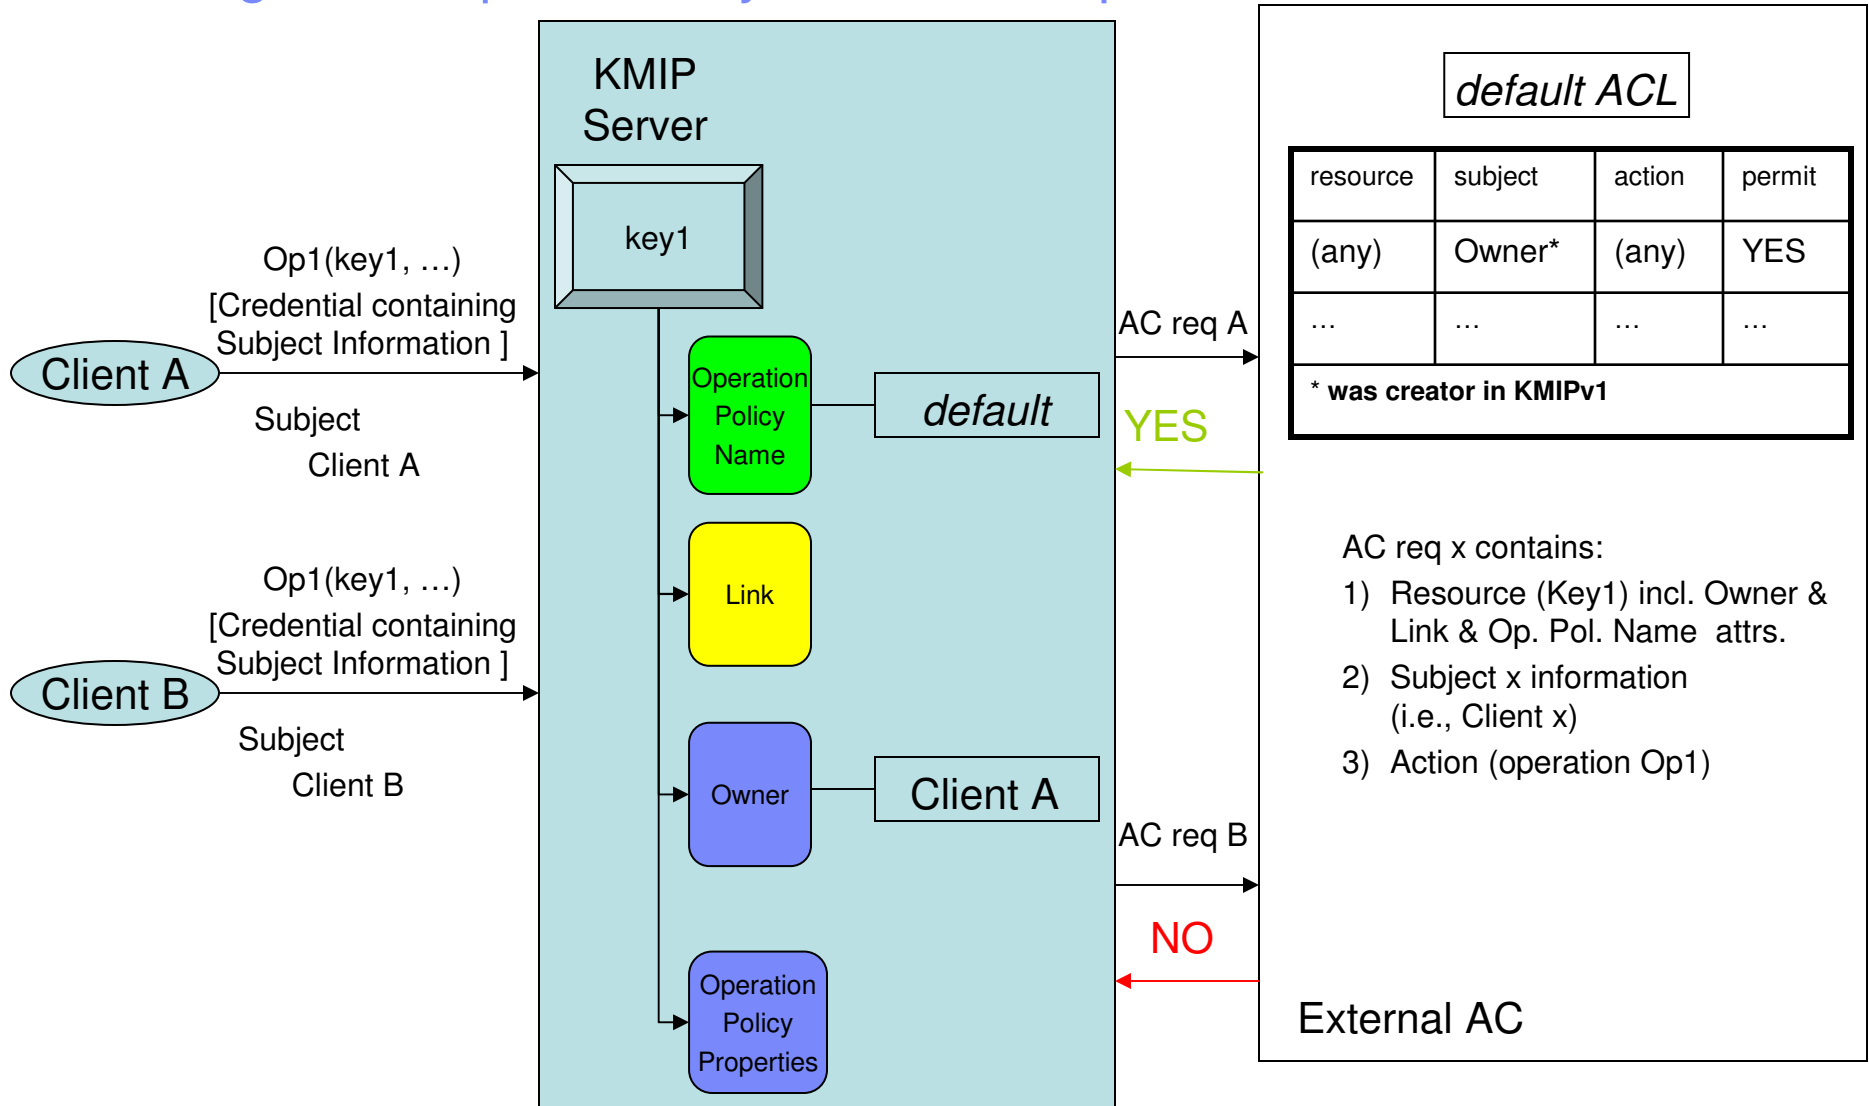 KMIP
Server
key1
Op1(key1, …)
[Credential containing
Subject Information ]
Client A
Subject
Client A
Op1(key1, …)
[Credential containing
Subject Information ]
Client B
Subject
Client B
Operation
Policy
Name
default
Link
Owner
Client A
Operation
Policy
Properties
AC req A
YES
AC req B
NO
default ACL
resource subject action permit
(any) Owner* (any) YES
… … … …
* was creator in KMIPv1
AC req x contains:
1) Resource (Key1) incl. Owner &
Link & Op. Pol. Name attrs.
2) Subject x information
(i.e., Client x)
3) Action (operation Op1)
External AC